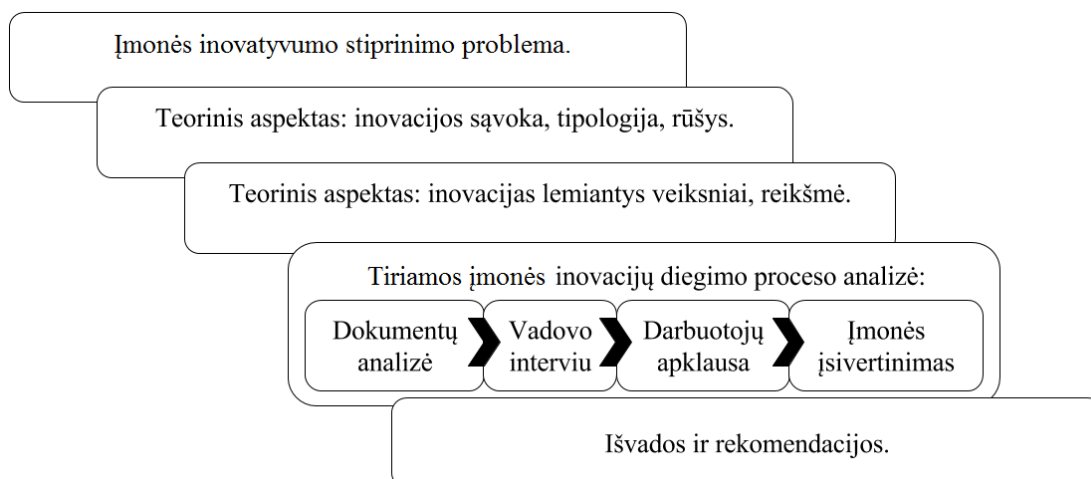 Įmonės inovatyvumo stiprinimo problema.
Teorinis aspektas: inovacijos sąvoka, tipologija, rūšys.
Teorinis aspektas: inovacijas lemiantys veiksniai, reikšmė.
Tiriamos įmonės inovacijų diegimo proceso analizė:
Dokumentų
analizė
Vadovo
interviu
Darbuotojų
apklausa
Įmonės
įsivertinimas
Išvados ir rekomendacijos.